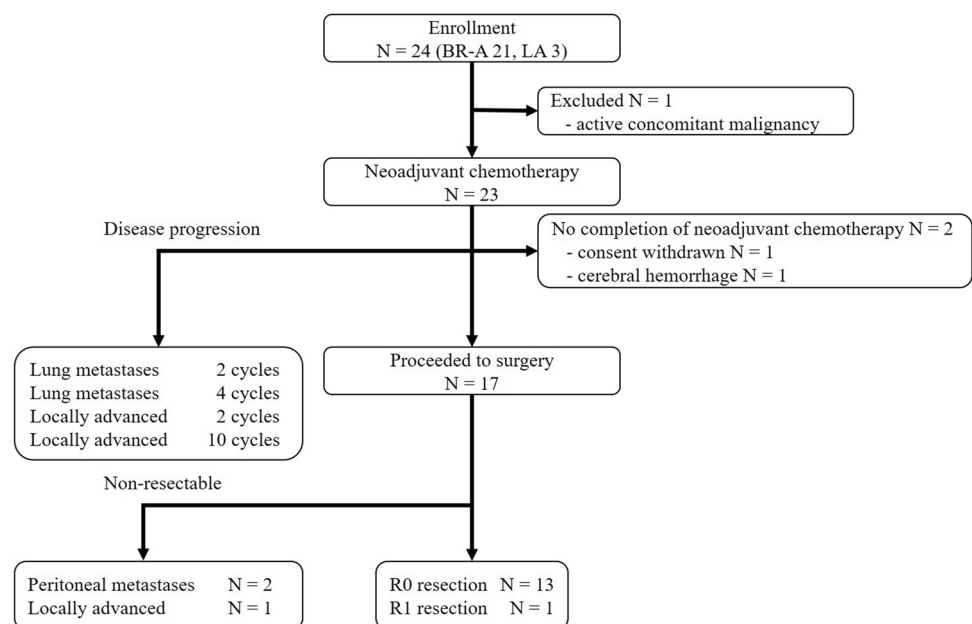 Enrollment
N = 24 (BR-A 21, LA 3)
Excluded N = 1
- active concomitant malignancy
Neoadjuvant chemotherapy
N = 23
Disease progression
No completion of neoadjuvant chemotherapy N = 2
- consent withdrawn N = 1
- cerebral hemorrhage N = 1
Lung metastases 2 cycles
Lung metastases 4 cycles
Locally advanced 2 cycles
Locally advanced 10 cycles
Proceeded to surgery
N = 17
Non-resectable
Peritoneal metastases N = 2
Locally advanced N = 1
R0 resection N = 13
R1 resection N = 1